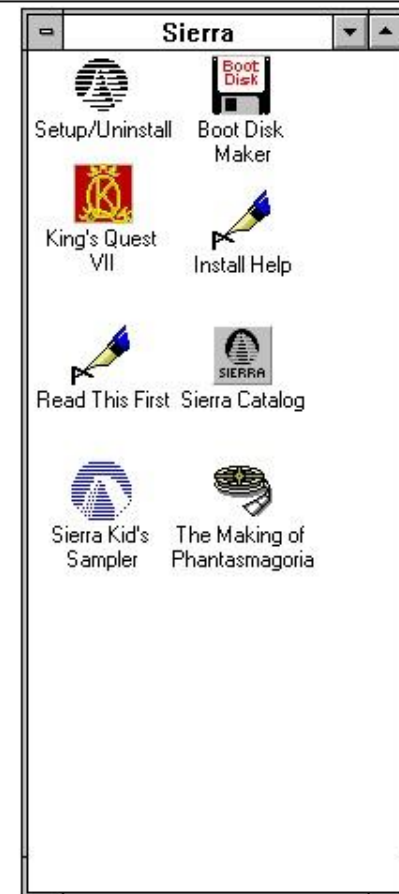 Sierra
Boot
Disk
Setup/Uninstall
Boot Disk
Maker
K
King's Quest
VII
Install Help
SIERRA
Read This First
Sierra Catalog
Sierra Kid's
Sampler
The Making of
Phantasmagoria